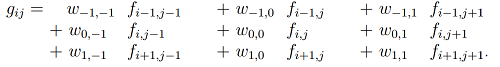 g_{ij} = w_{-1,-1} f_{i-1,j-1} + w_{-1,0} f_{i-1,j} + w_{-1,1} f_{i-1,j+1}
+ w_{0,-1} f_{i,j-1} + w_{0,0} f_{i,j} + w_{0,1} f_{i,j+1}
+ w_{1,-1} f_{i+1,j-1} + w_{1,0} f_{i+1,j} + w_{1,1} f_{i+1,j+1}.